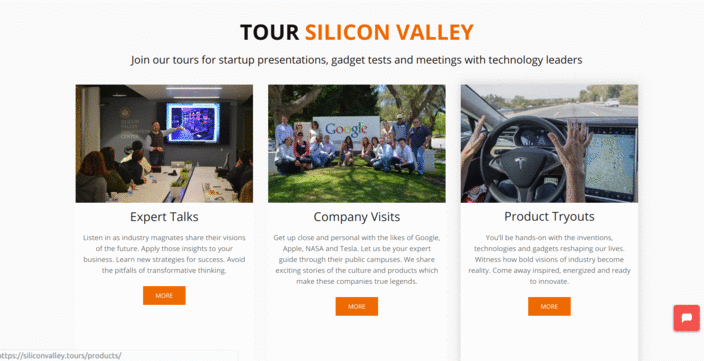 TOUR SILICON VALLEY
Join our tours for startup presentations, gadget tests and meetings with technology leaders
SILICON
VALLEY
CENTER
Google
Expert Talks
Company Visits
Product Tryouts
Listen in as industry magnates share their visions
of the future. Apply those insights to your
business. Learn new strategies for success. Avoid
the pitfalls of transformative thinking.
MORE
Get up close and personal with the likes of Google,
Apple, NASA and Tesla. Let us be your expert
guide through their public campuses. We share
exciting stories of the culture and products which
make these companies true legends.
MORE
You'll be hands-on with the inventions,
technologies and gadgets reshaping our lives.
Witness how bold visions of industry become
reality. Come away inspired, energized and ready
to innovate.
MORE
https://siliconvalley.tours/products/